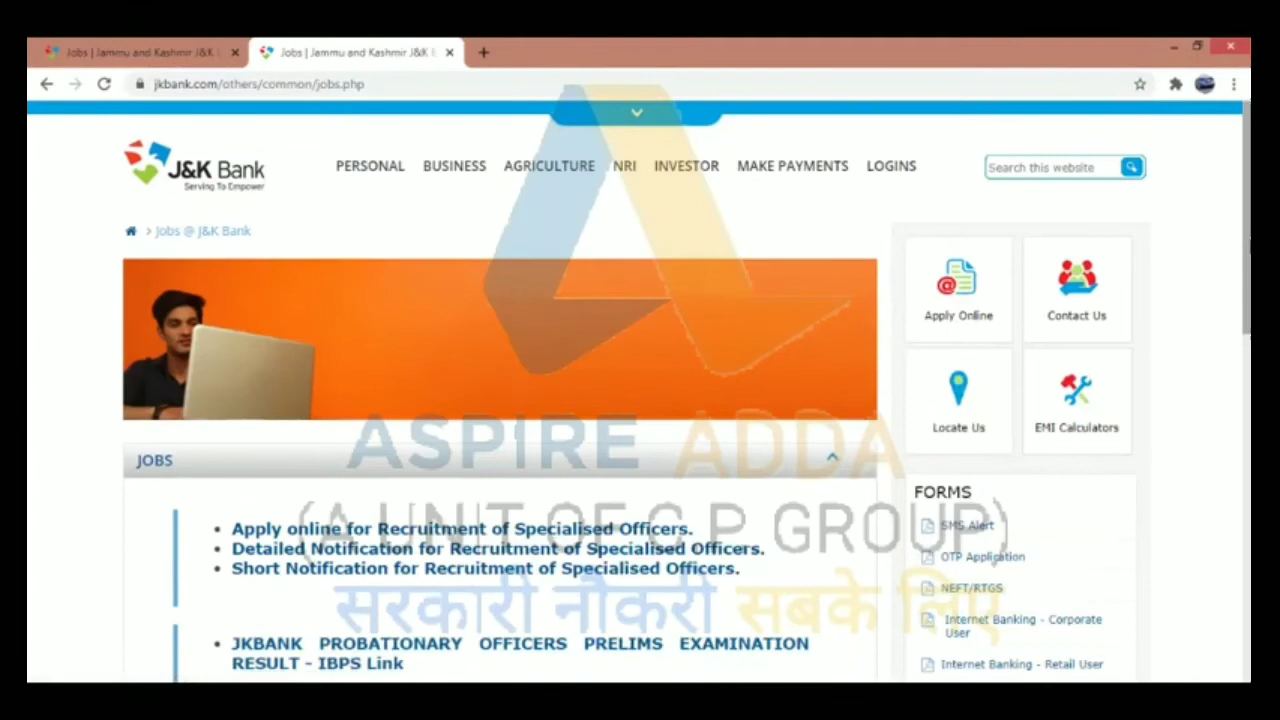 Jobs | Jammu and Kashmir J&K
Jobs | Jammu and Kashmir J&K
jkbank.com/others/common/jobs.php
J&K Bank
Serving To Empower
PERSONAL BUSINESS AGRICULTURE NRI INVESTOR MAKE PAYMENTS LOGINS
Search this website
Jobs @ J&K Bank
Apply Online
Contact Us
Locate Us
EMI Calculators
JOBS
ASPIRE ADDA
(A UNIT OF C P GROUP)
सरकारी नौकरी सबके लिए
Apply online for Recruitment of Specialised Officers.
Detailed Notification for Recruitment of Specialised Officers.
Short Notification for Recruitment of Specialised Officers.
JKBANK PROBATIONARY OFFICERS PRELIMS EXAMINATION
RESULT - IBPS Link
FORMS
SMS Alert
OTP Application
NEFT/RTGS
Internet Banking - Corporate
User
Internet Banking - Retail User